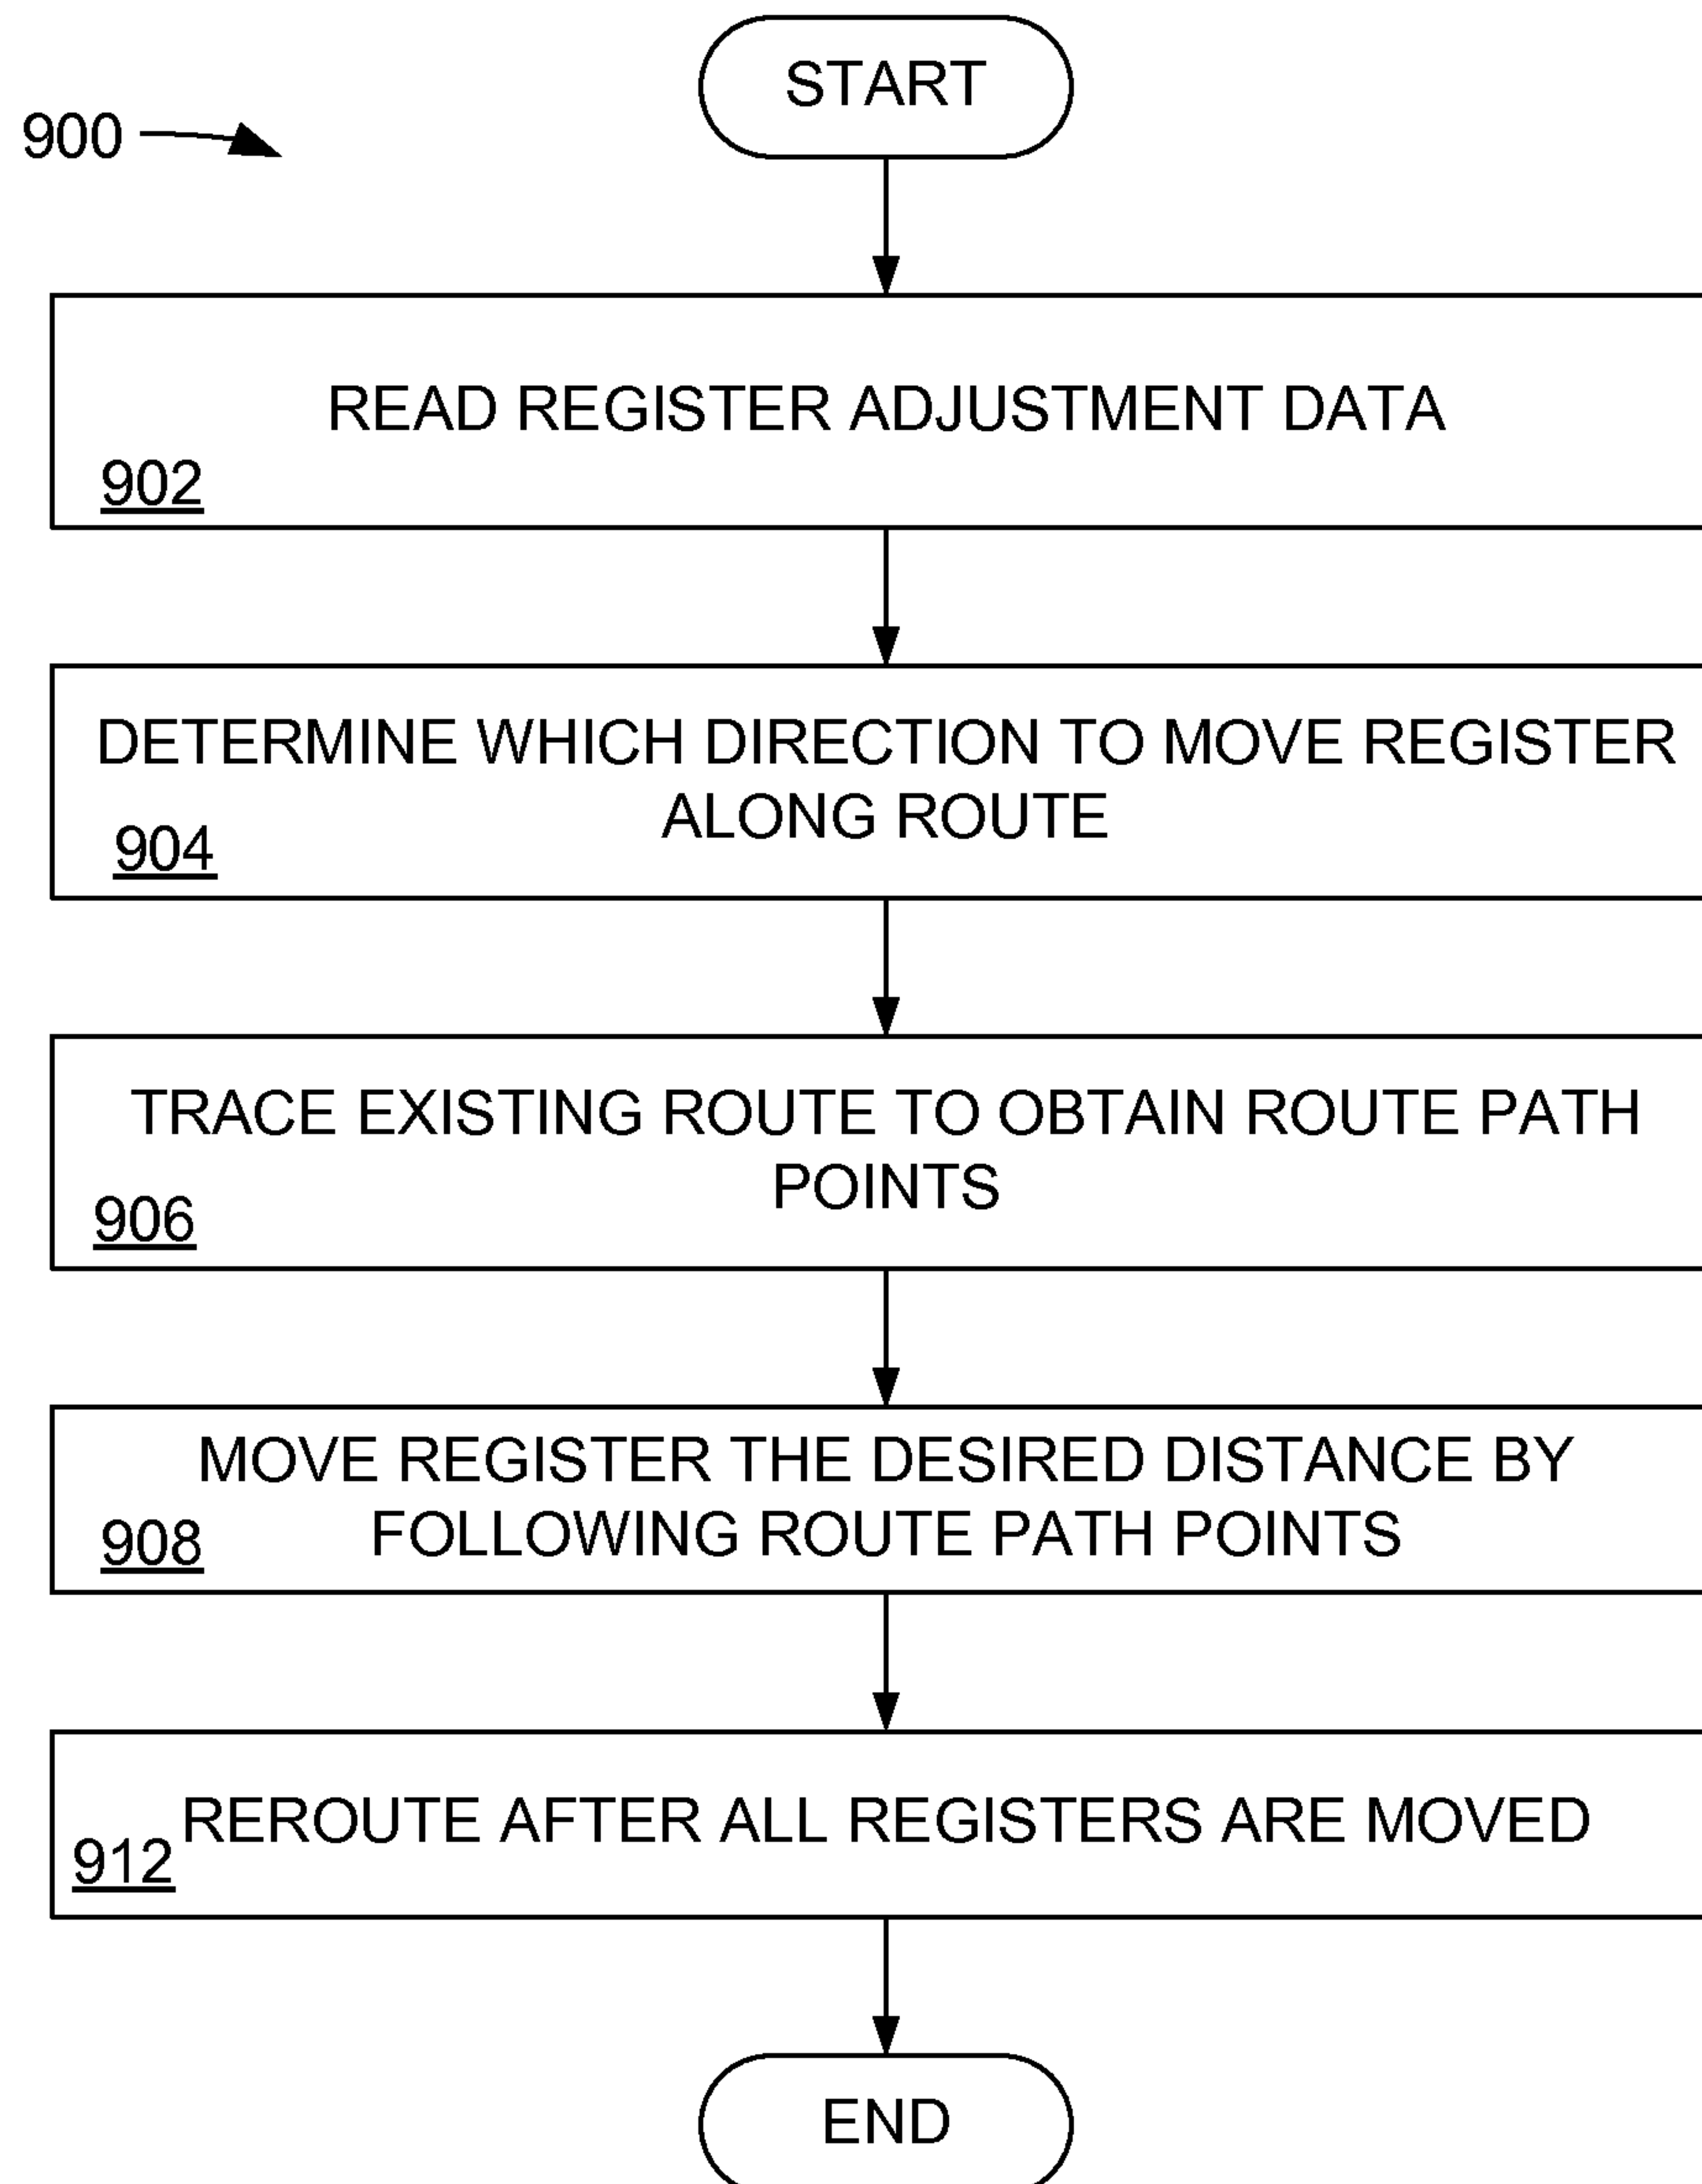 START
900
READ REGISTER ADJUSTMENT DATA
902
DETERMINE WHICH DIRECTION TO MOVE REGISTER
ALONG ROUTE
904
TRACE EXISTING ROUTE TO OBTAIN ROUTE PATH
POINTS
906
MOVE REGISTER THE DESIRED DISTANCE BY
FOLLOWING ROUTE PATH POINTS
908
REROUTE AFTER ALL REGISTERS ARE MOVED
912
END